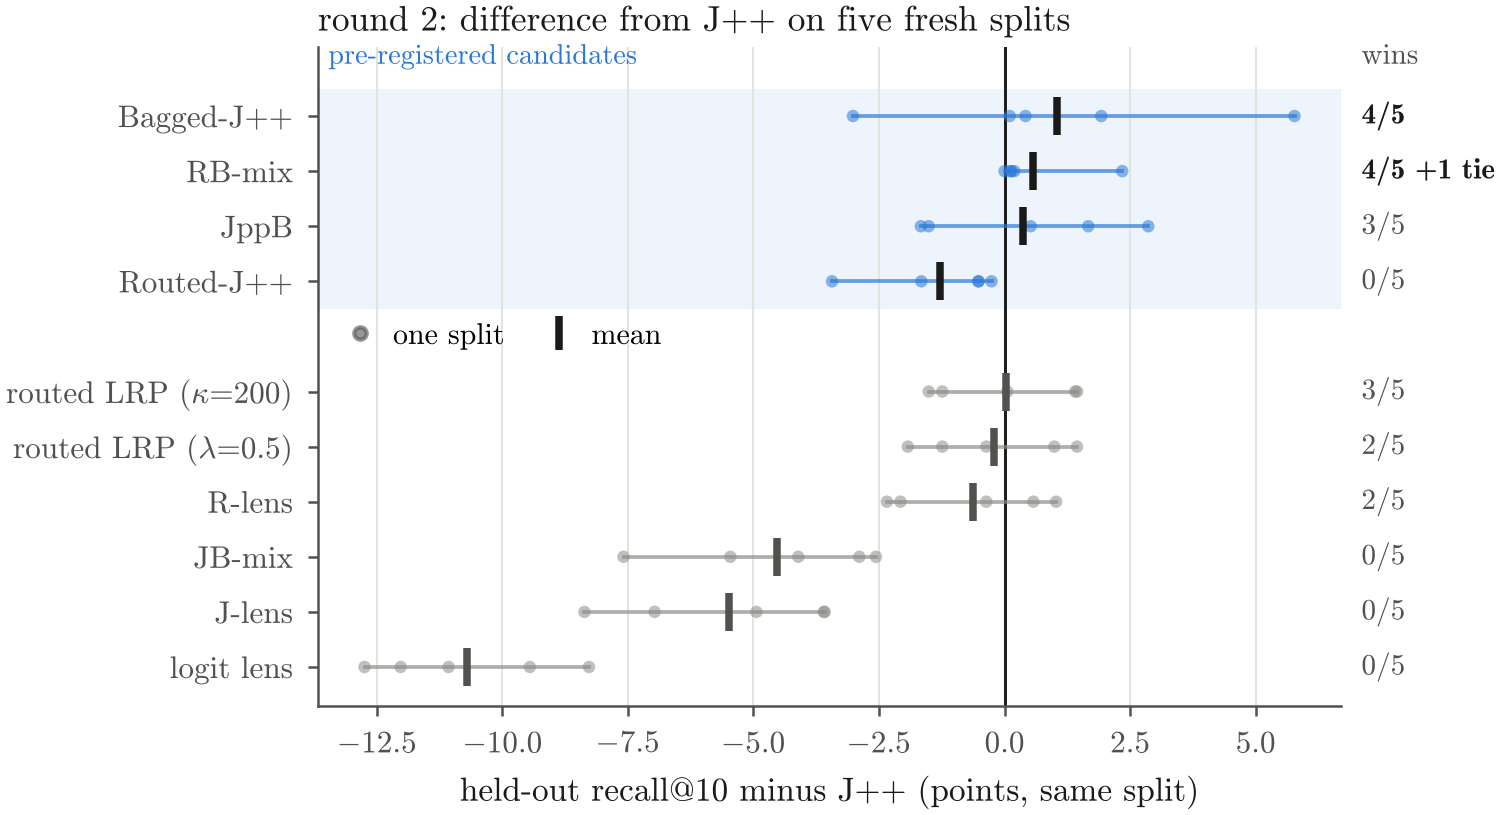 round 2: difference from J++ on five fresh splits
pre-registered candidates
wins
Bagged-J++ 4/5
RB-mix 4/5 +1 tie
JppB 3/5
Routed-J++ 0/5
one split mean
routed LRP (κ=200) 3/5
routed LRP (λ=0.5) 2/5
R-lens 2/5
JB-mix 0/5
J-lens 0/5
logit lens 0/5
−12.5 −10.0 −7.5 −5.0 −2.5 0.0 2.5 5.0
held-out recall@10 minus J++ (points, same split)